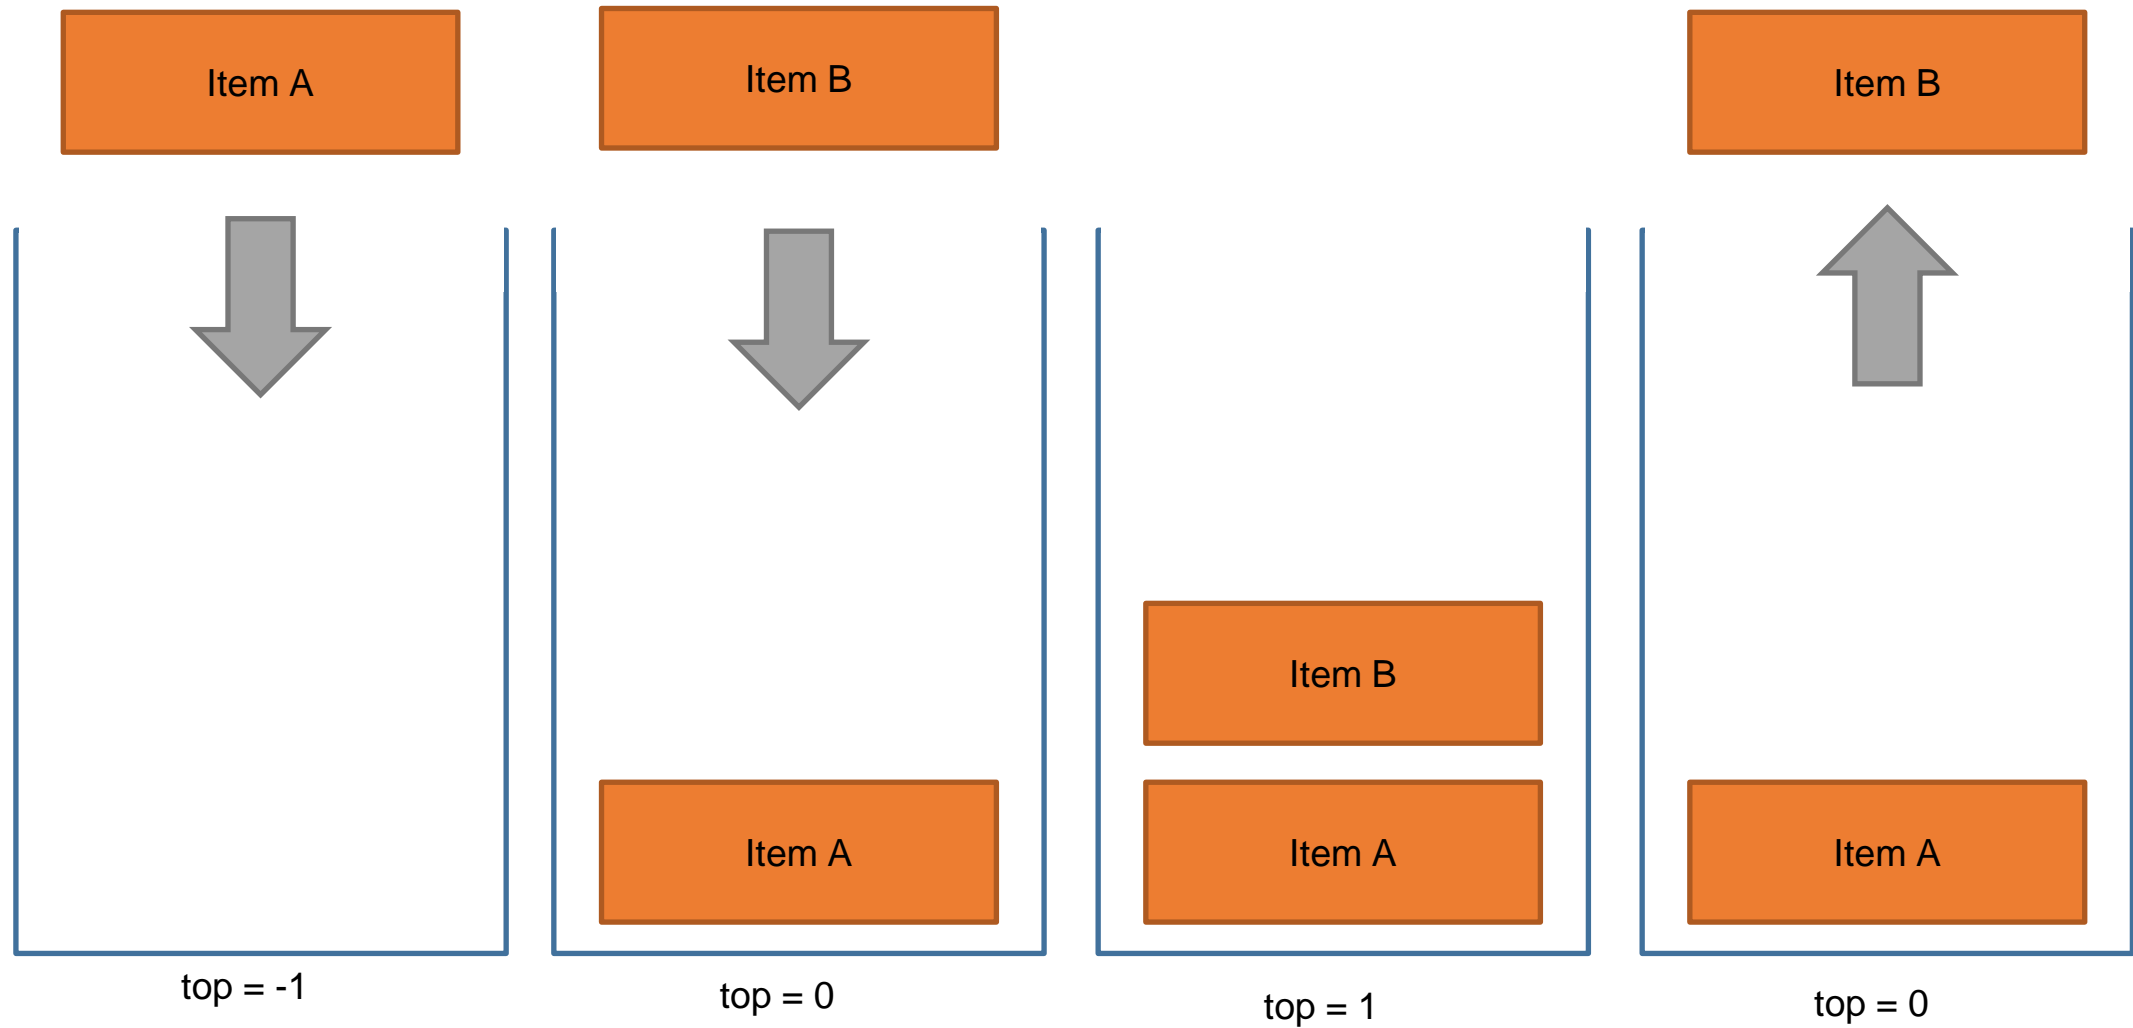 Item A
Item B
Item B
Item B
Item A
Item A
Item A
top = -1
top = 0
top = 1
top = 0